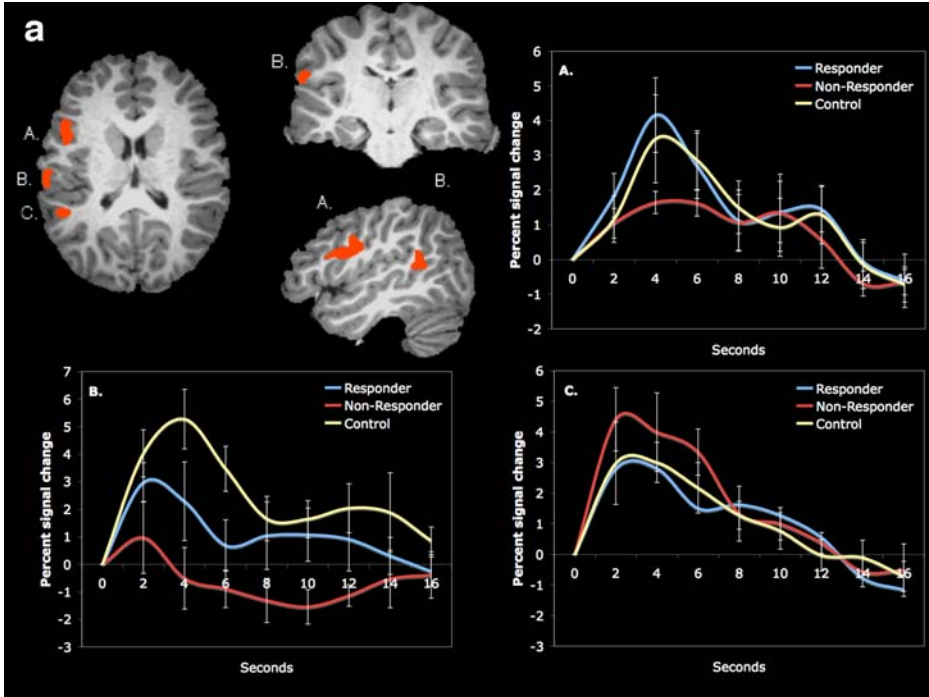 a
A.
B.
C.
B.
A.
B.
A.
Responder
Non-Responder
Control
Percent signal change
6
5
4
3
2
1
0
-1
-2
0 2 4 6 8 10 12 14 16
Seconds
B.
Responder
Non-Responder
Control
Percent signal change
7
6
5
4
3
2
1
0
-1
-2
-3
0 2 4 6 8 10 12 14 16
Seconds
C.
Responder
Non-Responder
Control
Percent signal change
6
5
4
3
2
1
0
-1
-2
-3
0 2 4 6 8 10 12 14 16
Seconds